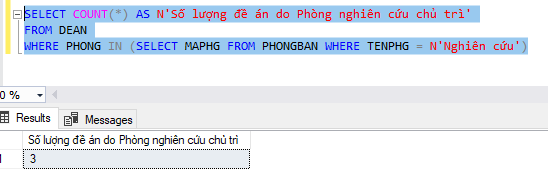 SELECT COUNT(*) AS N'Số lượng đề án do Phòng nghiên cứu chủ trì'
FROM DEAN
WHERE PHONG IN (SELECT MAPHG FROM PHONGBAN WHERE TENPHG = N'Nghiên cứu')
0 %
Results Messages
Số lượng đề án do Phòng nghiên cứu chủ trì
3